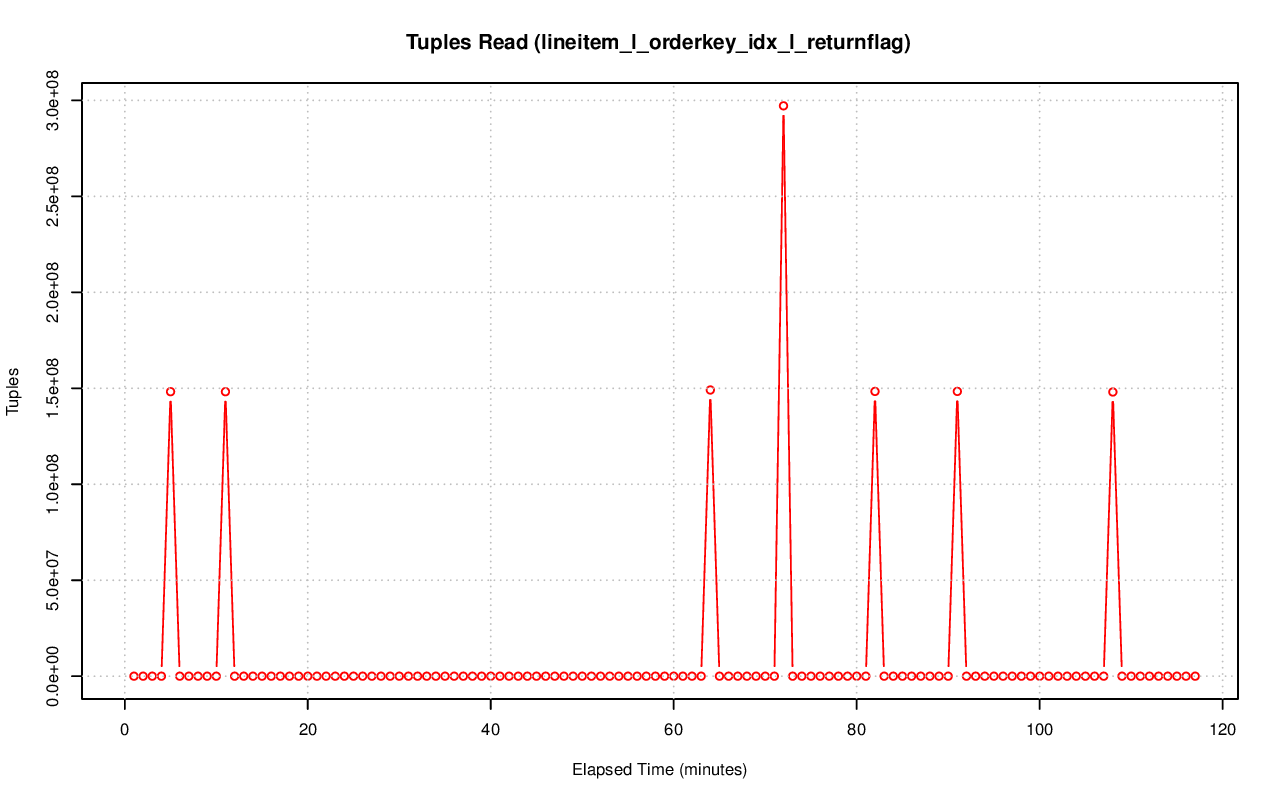 Tuples Read (lineitem_l_orderkey_idx_l_returnflag)
3.0e+08
2.5e+08
2.0e+08
1.5e+08
1.0e+08
5.0e+07
0.0e+00
Tuples
0 20 40 60 80 100 120
Elapsed Time (minutes)